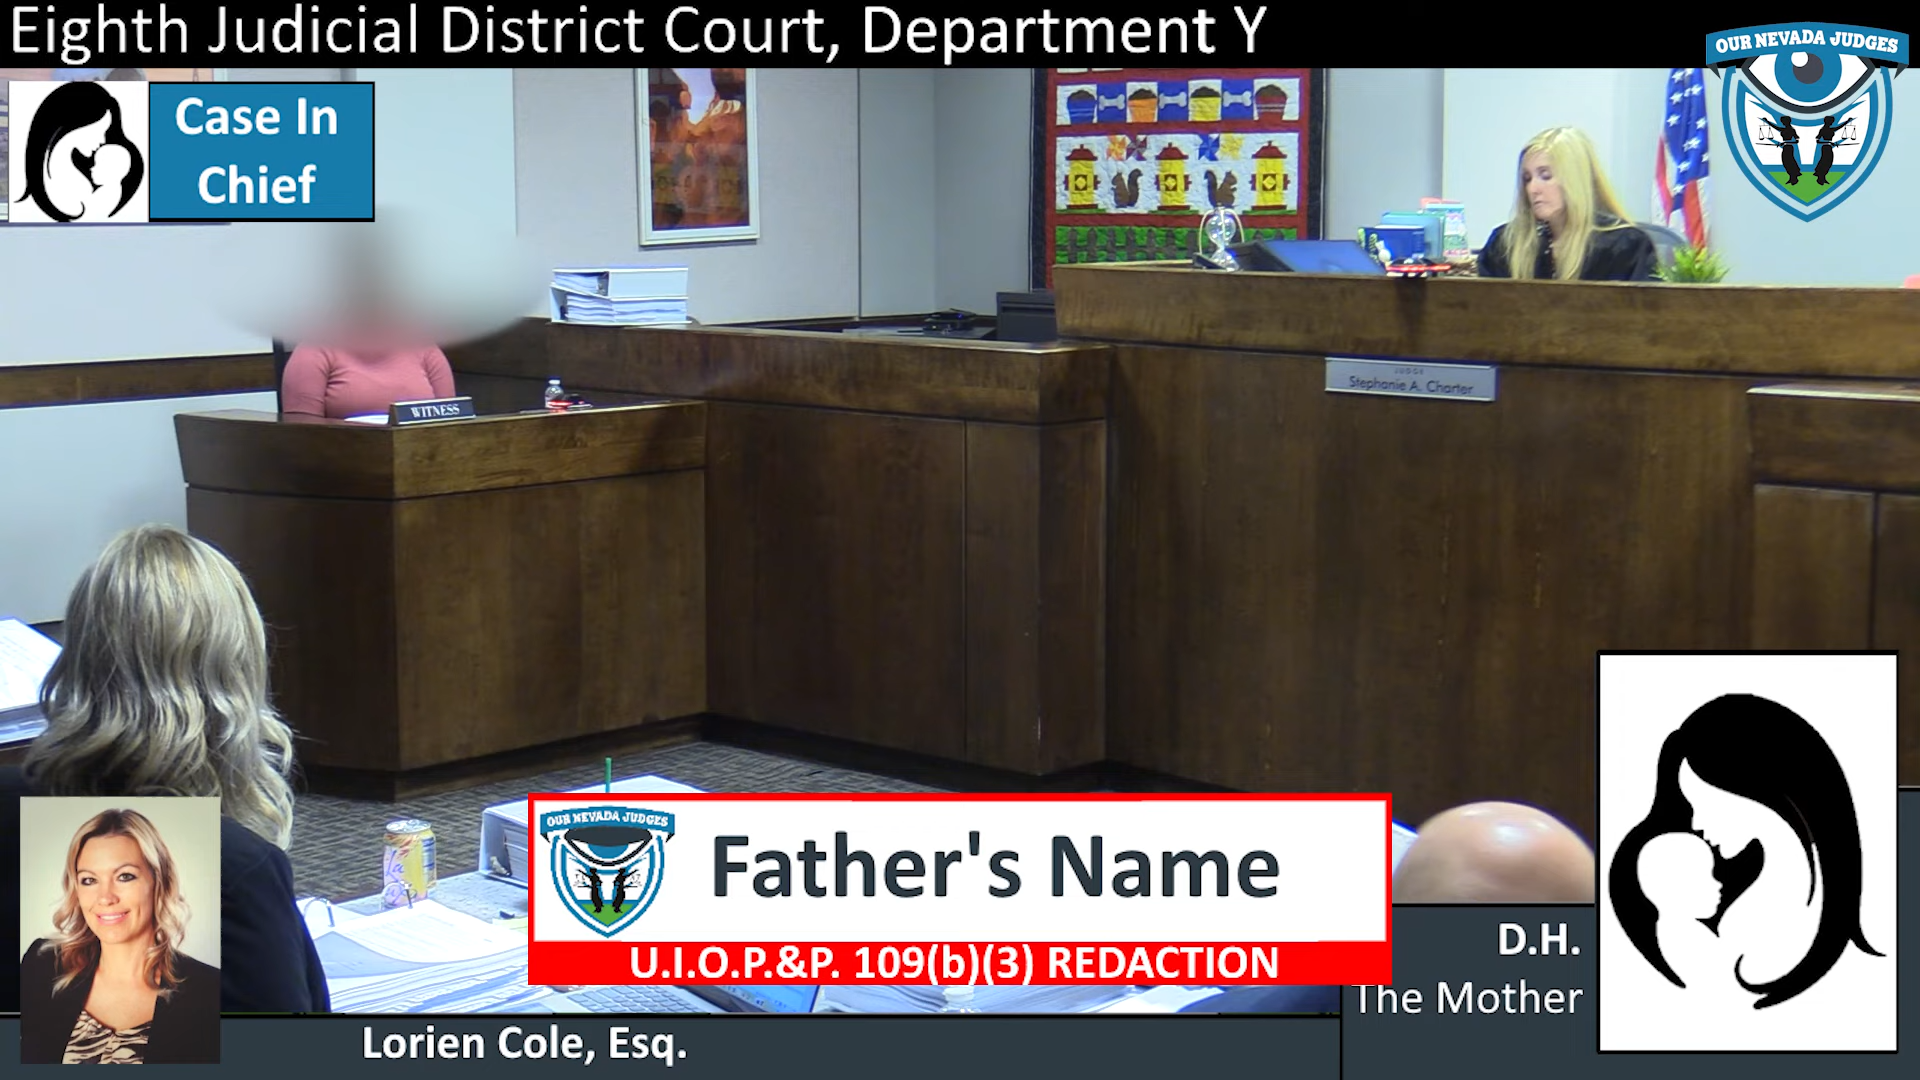 Eighth Judicial District Court, Department Y
OUR NEVADA JUDGES
Case In
Chief
WITNESS
JUDGE
Stephanie A. Charter
OUR NEVADA JUDGES
Father's Name
U.I.O.P.&P. 109(b)(3) REDACTION
D.H.
The Mother
Lorien Cole, Esq.